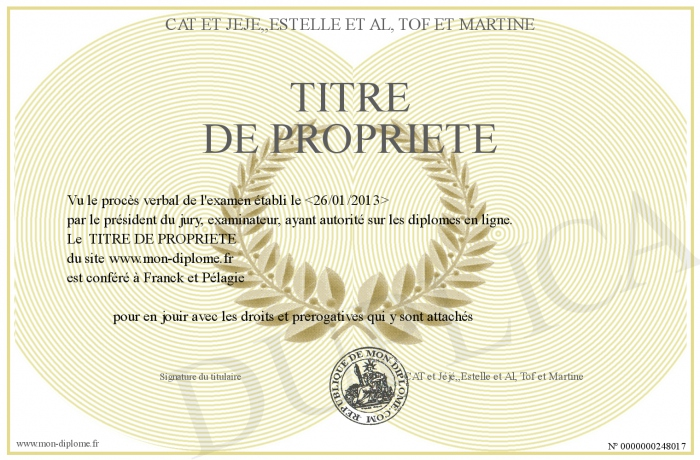 CAT ET JEJE,,ESTELLE ET AL, TOF ET MARTINE
TITRE
DE PROPRIETE
Vu le procès verbal de l'examen établi le <26/01/2013>
par le président du jury, examinateur, ayant autorité sur les diplomes en ligne.
Le TITRE DE PROPRIETE
du site www.mon-diplome.fr
est conféré à Franck et Pélagie
pour en jouir avec les droits et prerogatives qui y sont attachés
Signature du titulaire
CAT et Jéjé,,Estelle et Al, Tof et Martine
REPUBLIQUE DE MON-DIPLOME.COM
DUPLICATA
www.mon-diplome.fr
N° 0000000248017